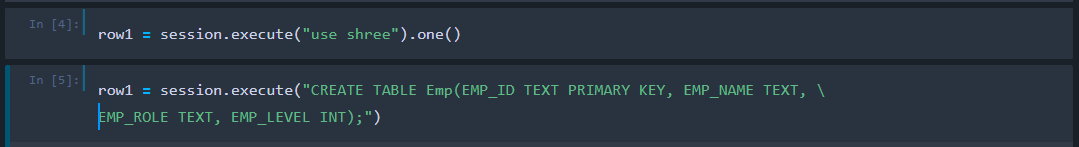 In [4]:
row1 = session.execute("use shree").one()
In [5]:
row1 = session.execute("CREATE TABLE Emp(EMP_ID TEXT PRIMARY KEY, EMP_NAME TEXT, \
EMP_ROLE TEXT, EMP_LEVEL INT);")